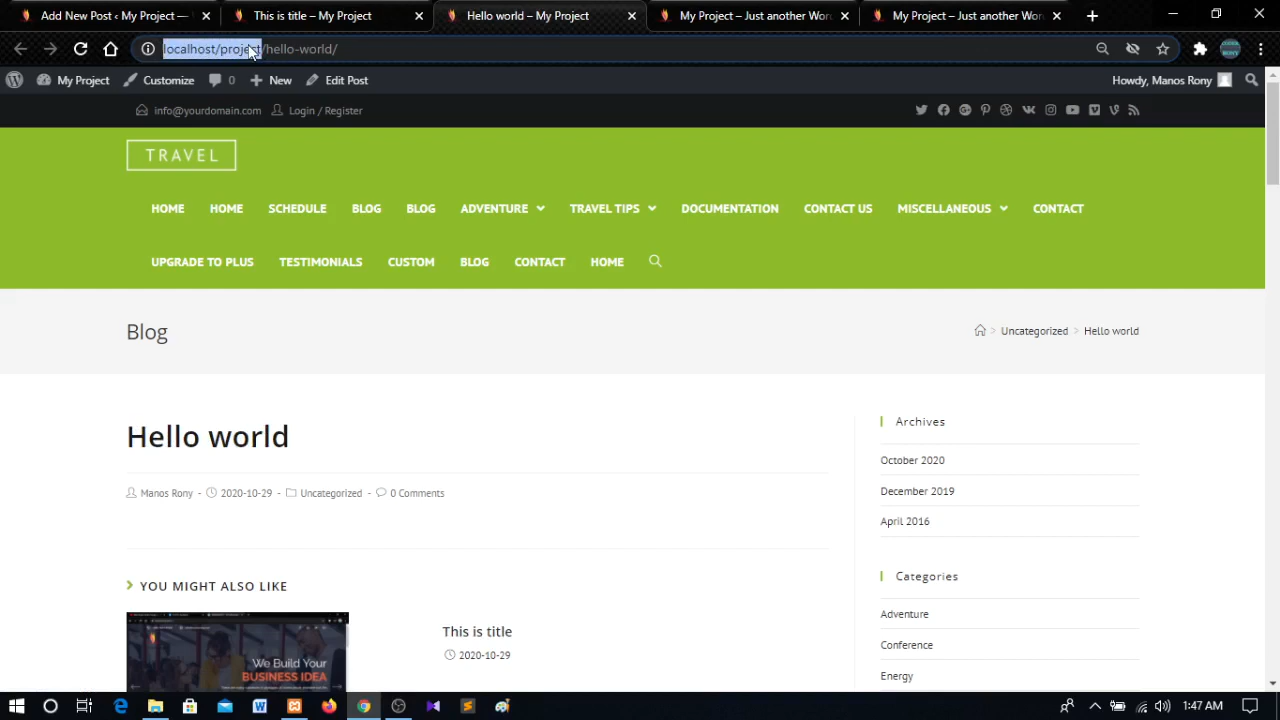 Add New Post ‹ My Project —
This is title – My Project
Hello world – My Project
My Project – Just another Wor
My Project – Just another Wor
localhost/project/hello-world/
My Project
Customize
0
New
Edit Post
Howdy, Manos Rony
info@yourdomain.com
Login / Register
TRAVEL
HOME HOME SCHEDULE BLOG BLOG ADVENTURE TRAVEL TIPS DOCUMENTATION CONTACT US MISCELLANEOUS CONTACT
UPGRADE TO PLUS TESTIMONIALS CUSTOM BLOG CONTACT HOME
Blog
> Uncategorized > Hello world
Hello world
Manos Rony - 2020-10-29 - Uncategorized - 0 Comments
YOU MIGHT ALSO LIKE
We Build Your
BUSINESS IDEA
This is title
2020-10-29
Archives
October 2020
December 2019
April 2016
Categories
Adventure
Conference
Energy
1:47 AM